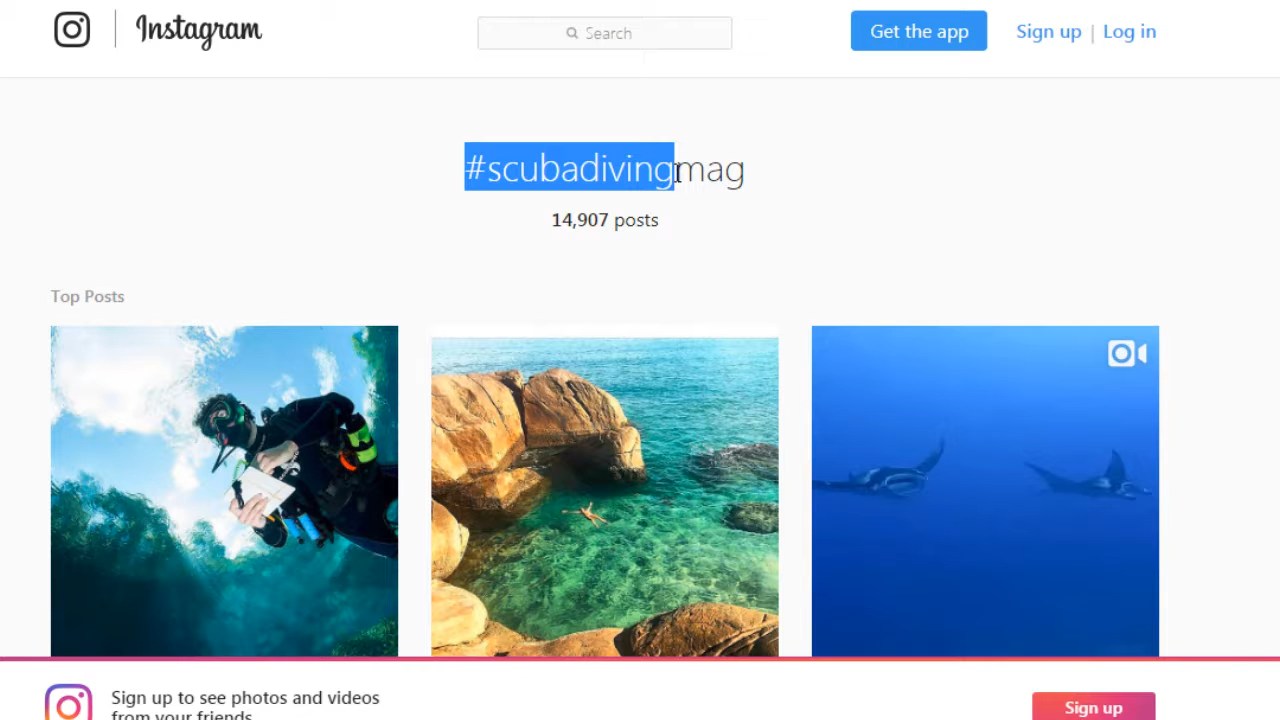 Instagram
Search
Get the app
Sign up | Log in
#scubadivingmag
14,907 posts
Top Posts
Sign up to see photos and videos
from your friends
Sign up